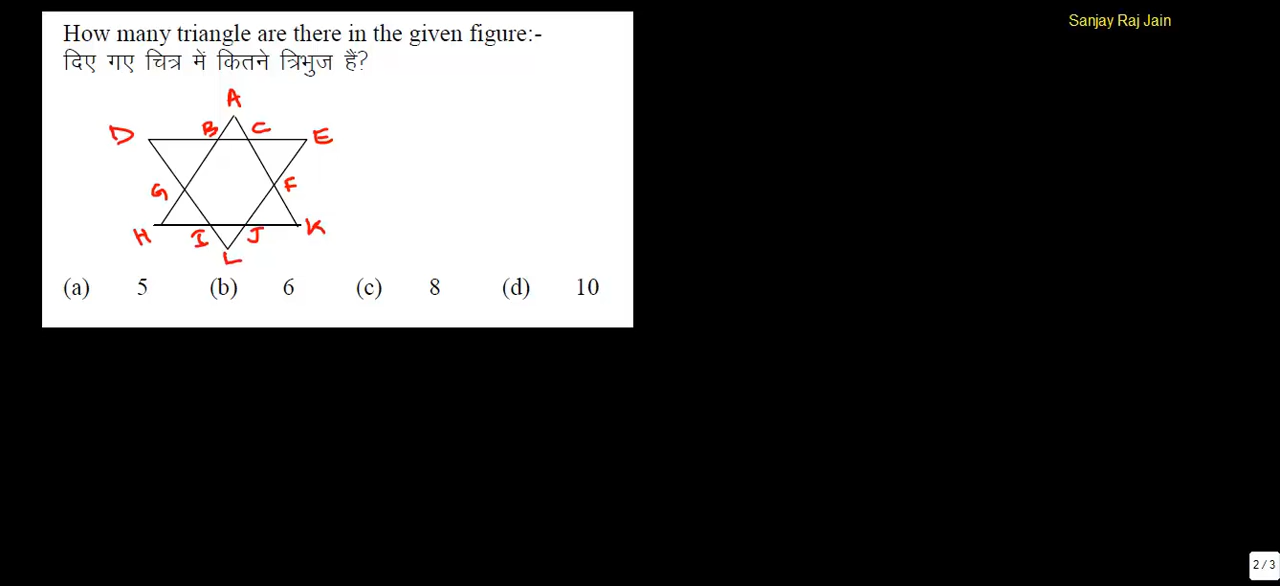 Sanjay Raj Jain
How many triangle are there in the given figure:-
दिए गए चित्र में कितने त्रिभुज हैं?
A
D B C E
G F
H I J K
L
(a) 5 (b) 6 (c) 8 (d) 10
2 / 3